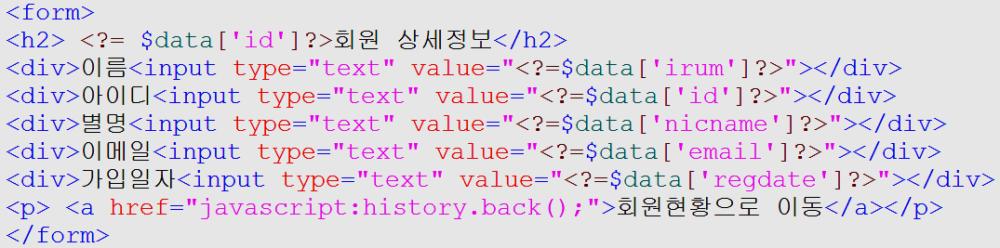 <form>
<h2> <?= $data['id']?>회원 상세정보</h2>
<div>이름<input type="text" value="<?=$data['irum']?>"></div>
<div>아이디<input type="text" value="<?=$data['id']?>"></div>
<div>별명<input type="text" value="<?=$data['nicname']?>"></div>
<div>이메일<input type="text" value="<?=$data['email']?>"></div>
<div>가입일자<input type="text" value="<?=$data['regdate']?>"></div>
<p> <a href="javascript:history.back();">회원현황으로 이동</a></p>
</form>